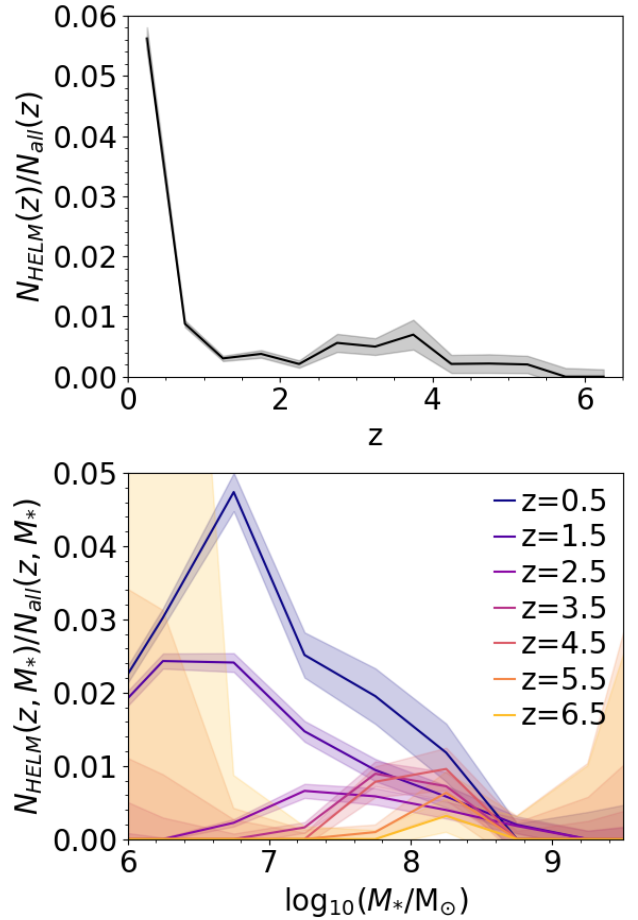 0.06
0.05
0.04
0.03
0.02
0.01
0.00
N_HELM(z)/N_all(z)
0 2 4 6
z
0.05
0.04
0.03
0.02
0.01
0.00
N_HELM(z, M_*)/N_all(z, M_*)
z=0.5
z=1.5
z=2.5
z=3.5
z=4.5
z=5.5
z=6.5
6 7 8 9
log₁₀(M_*/M_⊙)